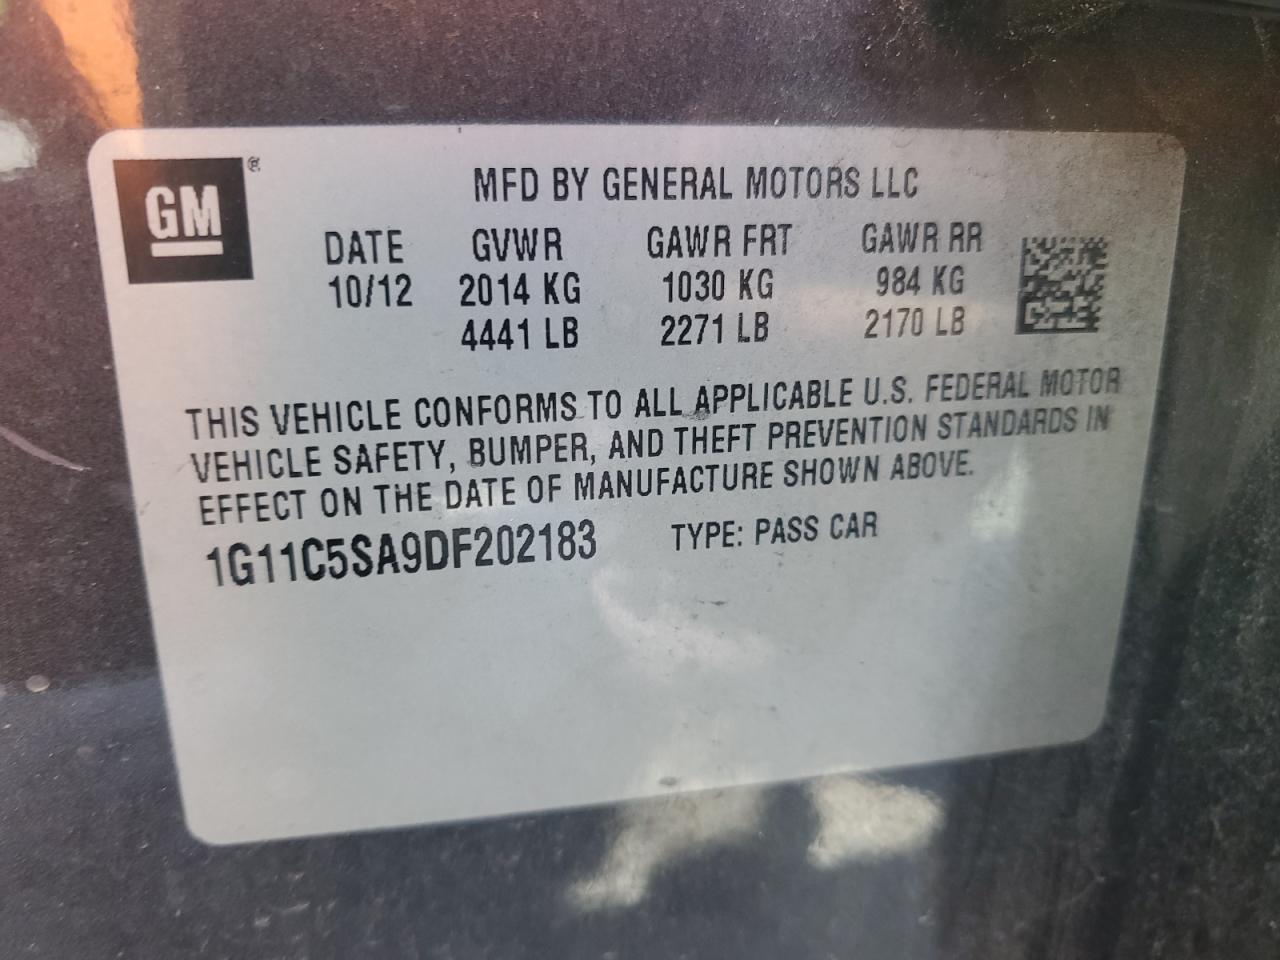 GM ®
MFD BY GENERAL MOTORS LLC
DATE GVWR GAWR FRT GAWR RR
10/12 2014 KG 1030 KG 984 KG
4441 LB 2271 LB 2170 LB
THIS VEHICLE CONFORMS TO ALL APPLICABLE U.S. FEDERAL MOTOR
VEHICLE SAFETY, BUMPER, AND THEFT PREVENTION STANDARDS IN
EFFECT ON THE DATE OF MANUFACTURE SHOWN ABOVE.
1G11C5SA9DF202183 TYPE: PASS CAR